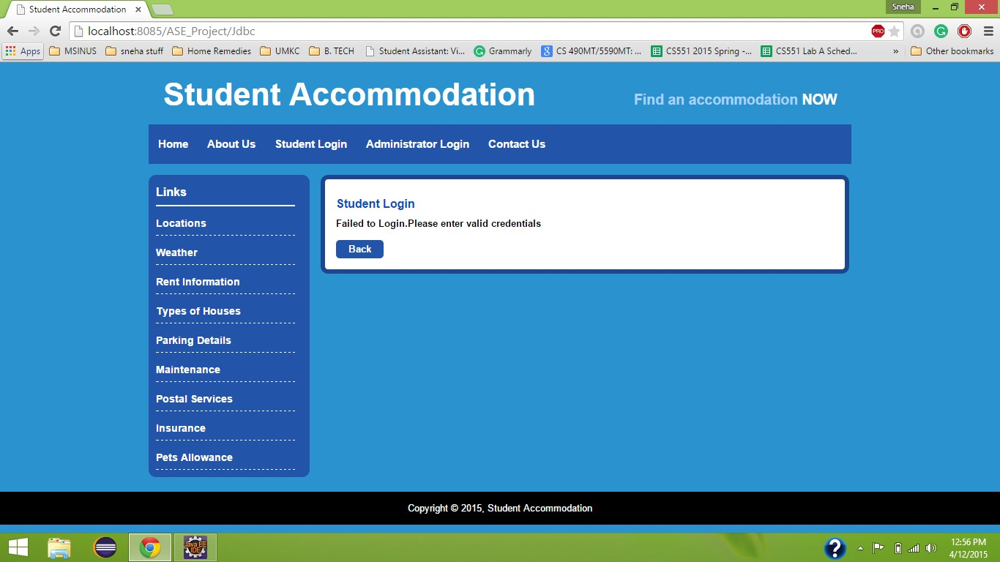 Student Accommodation
Sneha
localhost:8085/ASE_Project/Jdbc
PRO
Apps MSINUS sneha stuff Home Remedies UMKC B. TECH Student Assistant: Vi... Grammarly CS 490MT/5590MT: ... CS551 2015 Spring -... CS551 Lab A Sched... » Other bookmarks
Student Accommodation
Find an accommodation NOW
Home About Us Student Login Administrator Login Contact Us
Links
Locations
Weather
Rent Information
Types of Houses
Parking Details
Maintenance
Postal Services
Insurance
Pets Allowance
Student Login
Failed to Login.Please enter valid credentials
Back
Copyright © 2015, Student Accommodation
Java EE
IDE
12:56 PM
4/12/2015